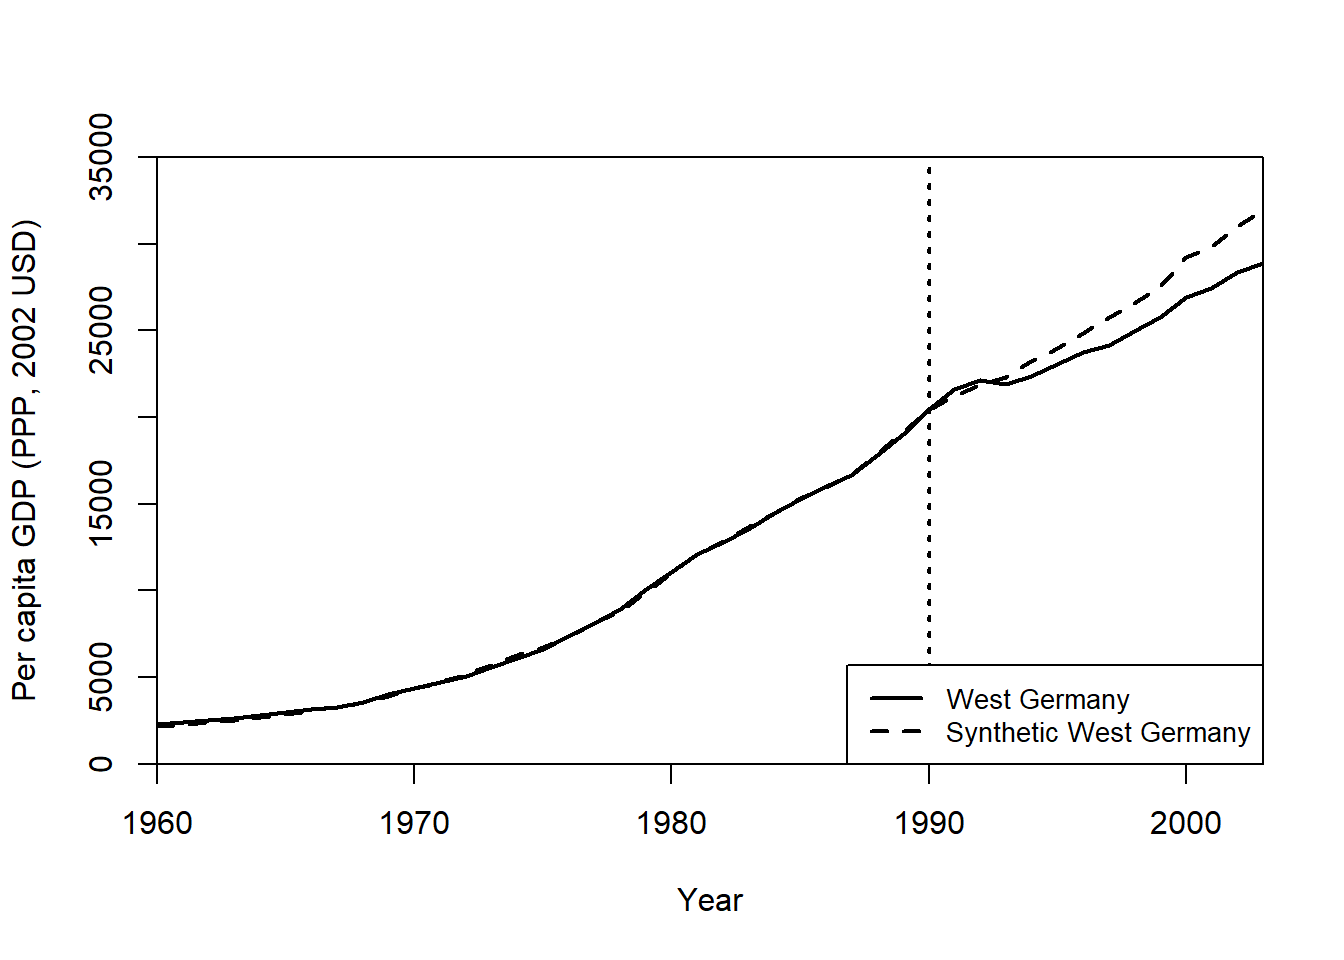 Per capita GDP (PPP, 2002 USD)
35000
25000
15000
5000
0
1960 1970 1980 1990 2000
Year
West Germany
Synthetic West Germany